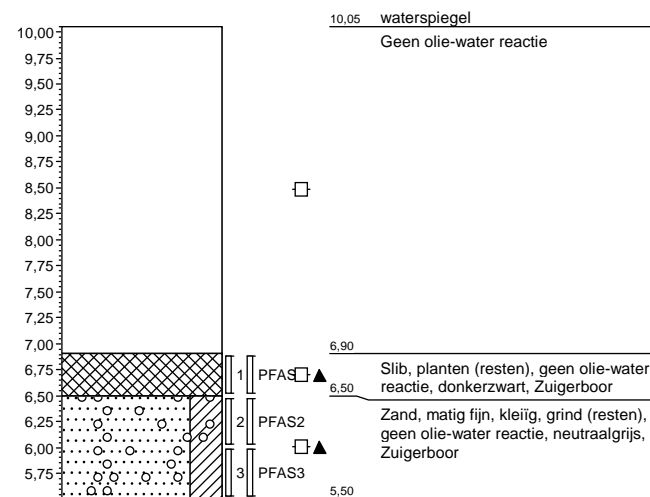 10,05 waterspiegel
Geen olie-water reactie
10,00
9,75
9,50
9,25
9,00
8,75
8,50
8,25
8,00
7,75
7,50
7,25
7,00
6,75
6,50
6,25
6,00
5,75
6,90
1 PFAS
Slib, planten (resten), geen olie-water
reactie, donkerzwart, Zuigerboor
6,50
2 PFAS2
Zand, matig fijn, kleiïg, grind (resten),
geen olie-water reactie, neutraalgrijs,
Zuigerboor
3 PFAS3
5,50